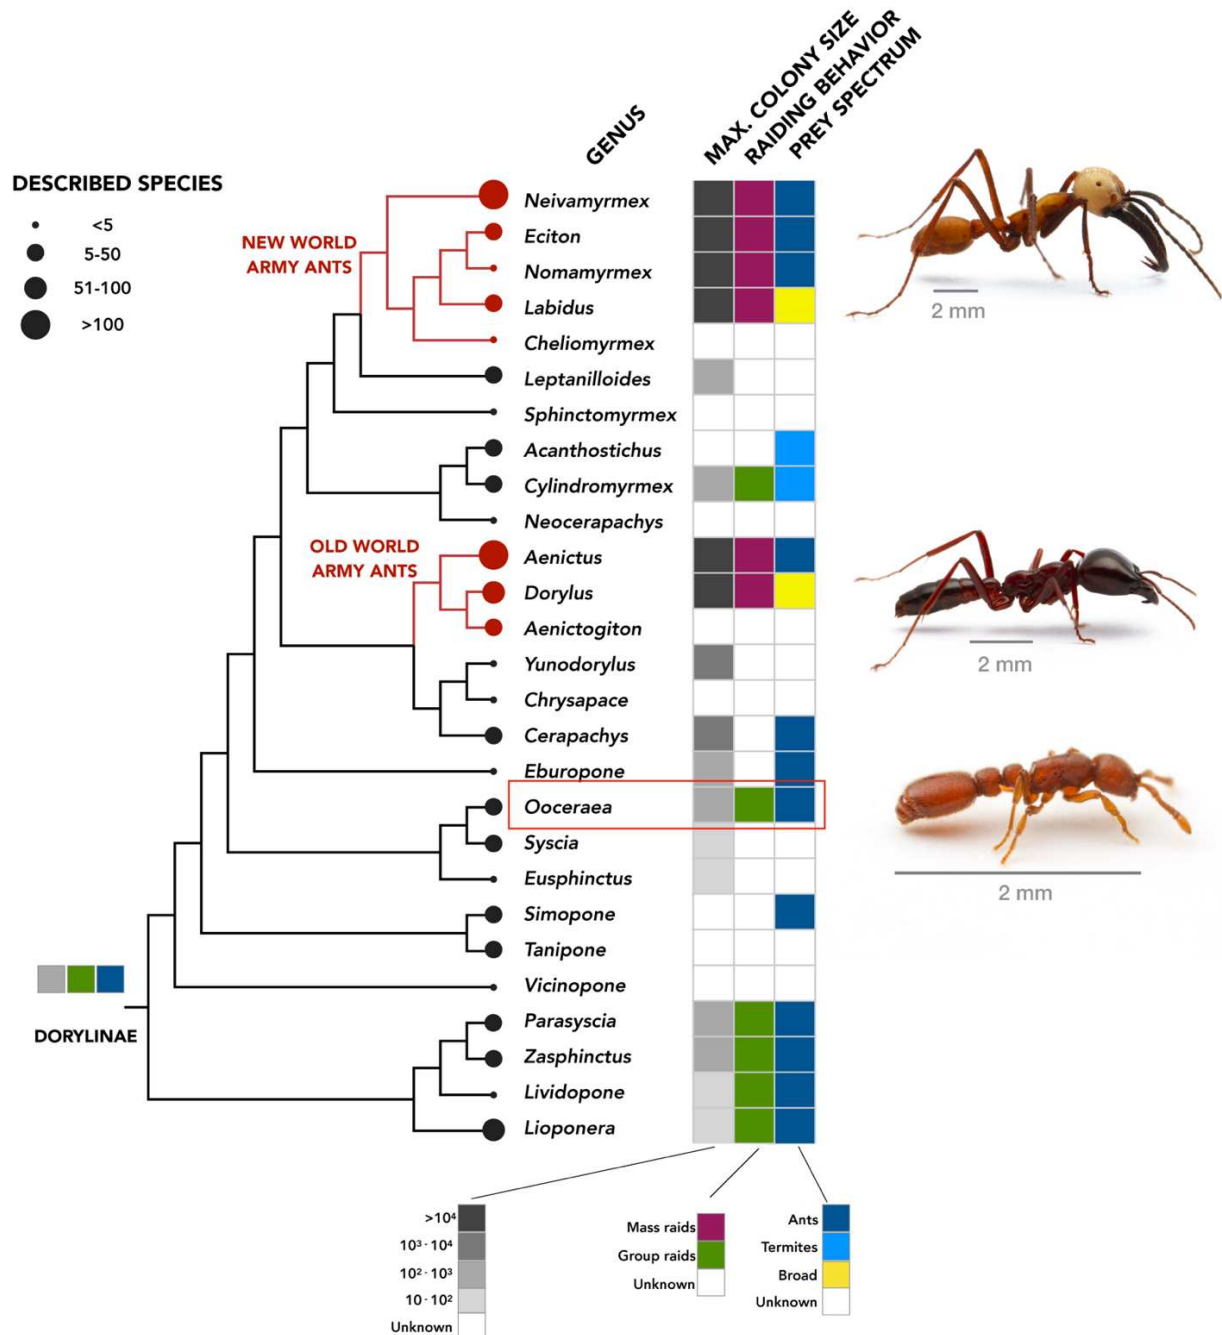 MAX. COLONY SIZE
RAIDING BEHAVIOR
PREY SPECTRUM
GENUS
DESCRIBED SPECIES
<5
5-50
51-100
>100
NEW WORLD
ARMY ANTS
OLD WORLD
ARMY ANTS
DORYLINAE
Neivamyrmex
Eciton
Nomamyrmex
Labidus
Cheliomyrmex
Leptanilloides
Sphinctomyrmex
Acanthostichus
Cylindromyrmex
Neocerapachys
Aenictus
Dorylus
Aenictogiton
Yunodorylus
Chrysapace
Cerapachys
Eburopone
Ooceraea
Syscia
Eusphinctus
Simopone
Tanipone
Vicinopone
Parasyscia
Zasphinctus
Lividopone
Lioponera
2 mm
2 mm
2 mm
>10⁴
10³-10⁴
10²-10³
10-10²
Unknown
Mass raids
Group raids
Unknown
Ants
Termites
Broad
Unknown